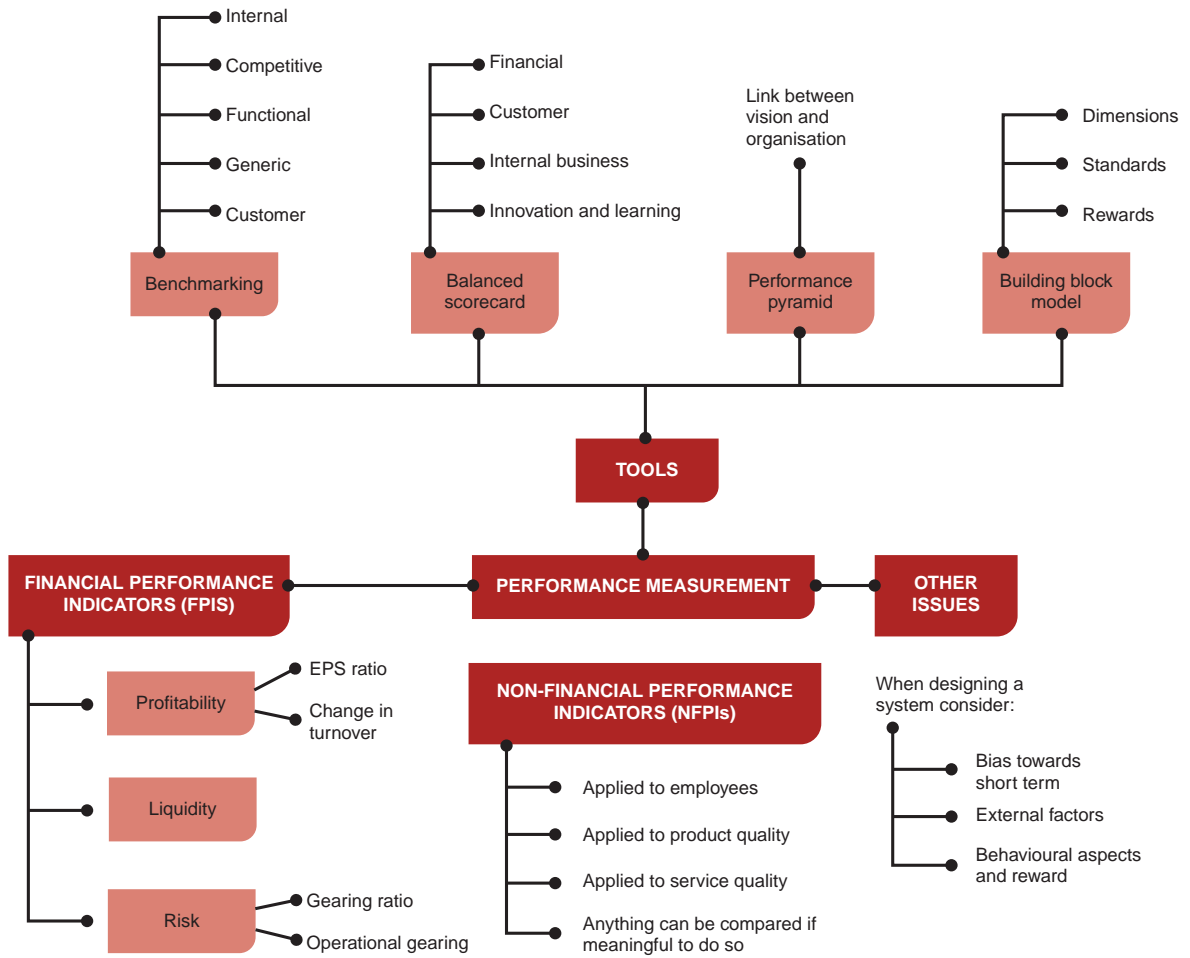 Internal
Competitive
Functional
Generic
Customer
Benchmarking
Financial
Customer
Internal business
Innovation and learning
Balanced
scorecard
Link between
vision and
organisation
Performance
pyramid
Dimensions
Standards
Rewards
Building block
model
TOOLS
FINANCIAL PERFORMANCE
INDICATORS (FPIS)
PERFORMANCE MEASUREMENT
OTHER
ISSUES
Profitability
EPS ratio
Change in
turnover
Liquidity
Risk
Gearing ratio
Operational gearing
NON-FINANCIAL PERFORMANCE
INDICATORS (NFPIs)
Applied to employees
Applied to product quality
Applied to service quality
Anything can be compared if
meaningful to do so
When designing a
system consider:
Bias towards
short term
External factors
Behavioural aspects
and reward